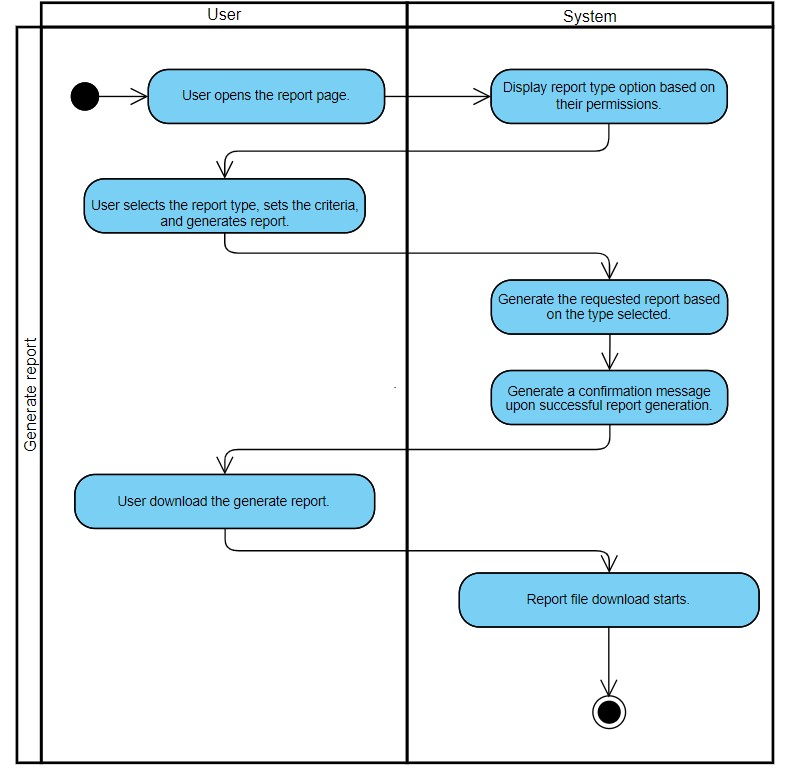 User
System
Generate report
User opens the report page.
Display report type option based on
their permissions.
User selects the report type, sets the criteria,
and generates report.
Generate the requested report based
on the type selected.
Generate a confirmation message
upon successful report generation.
User download the generate report.
Report file download starts.